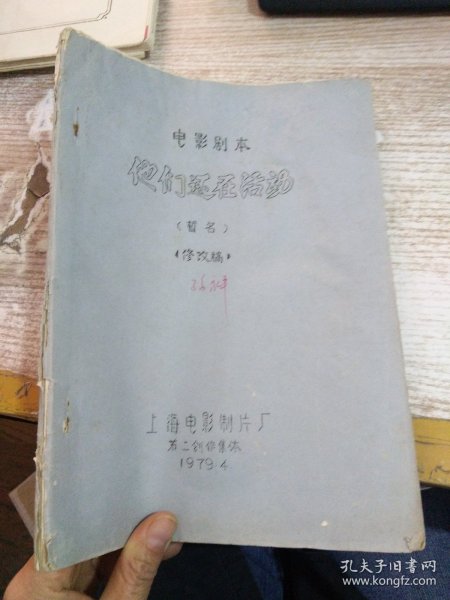 电影剧本
他们还在活动
（暂名）
《修改稿》
上海电影制片厂
第二创作集体
1979.4
孔夫子旧书网
www.kongfz.com